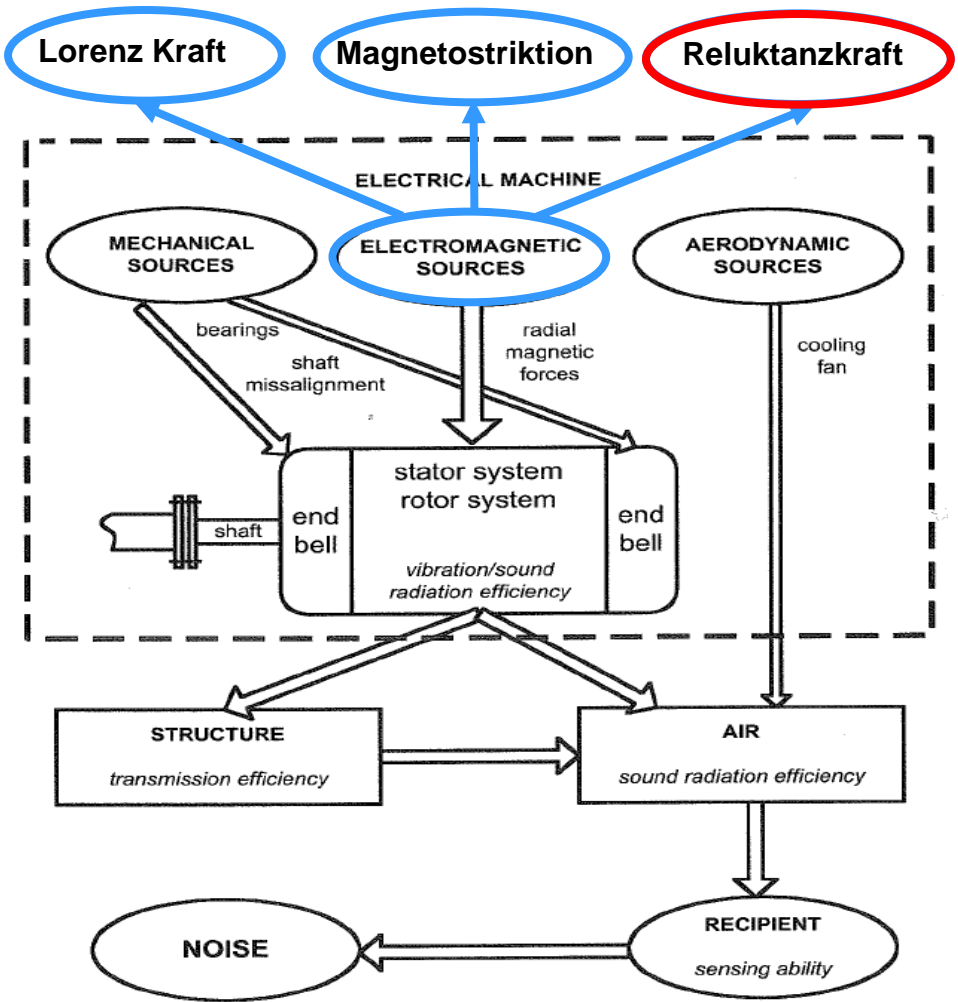 Lorenz Kraft
Magnetostriktion
Reluktanzkraft
ELECTRICAL MACHINE
MECHANICAL
SOURCES
ELECTROMAGNETIC
SOURCES
AERODYNAMIC
SOURCES
bearings
shaft
missalignment
radial
magnetic
forces
cooling
fan
stator system
rotor system
end
bell
end
bell
shaft
vibration/sound
radiation efficiency
STRUCTURE
transmission efficiency
AIR
sound radiation efficiency
NOISE
RECIPIENT
sensing ability